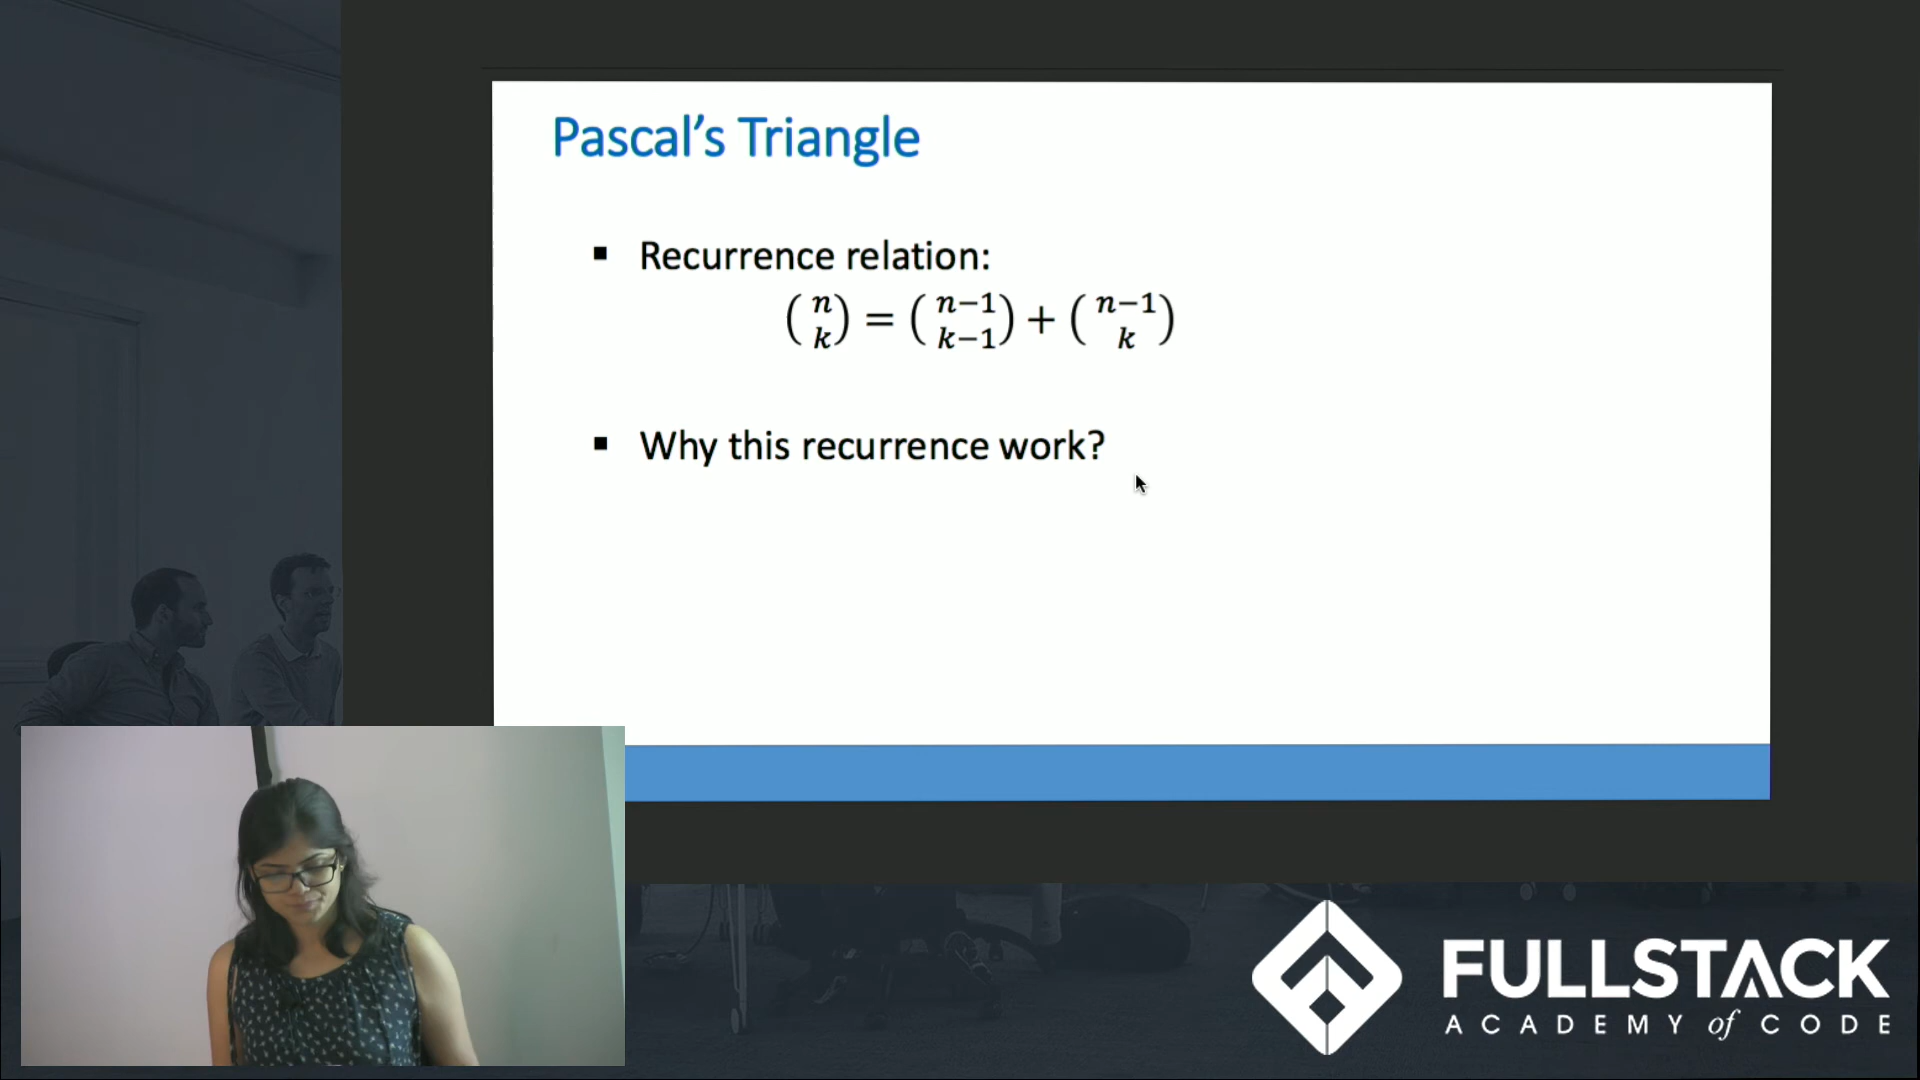 Pascal's Triangle
▪ Recurrence relation:
(n k) = (n−1 k−1) + (n−1 k)
▪ Why this recurrence work?
FULLSTACK
ACADEMY of CODE